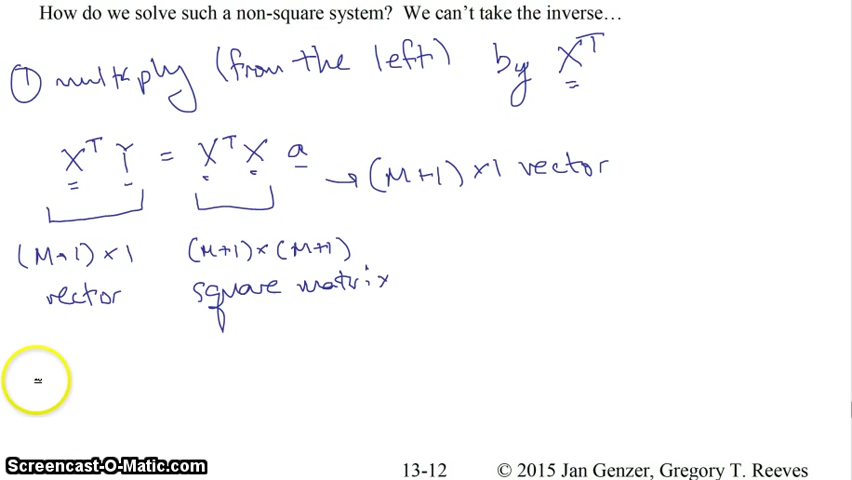 How do we solve such a non-square system? We can't take the inverse…
① multiply (from the left) by X^T
X^T Y = X^T X a → (M+1) × 1 vector
(M+1) × 1 (M+1) × (M+1)
vector square matrix
Screencast-O-Matic.com 13-12 © 2015 Jan Genzer, Gregory T. Reeves